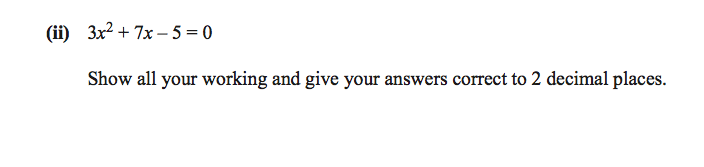 (ii) 3x² + 7x – 5 = 0
Show all your working and give your answers correct to 2 decimal places.